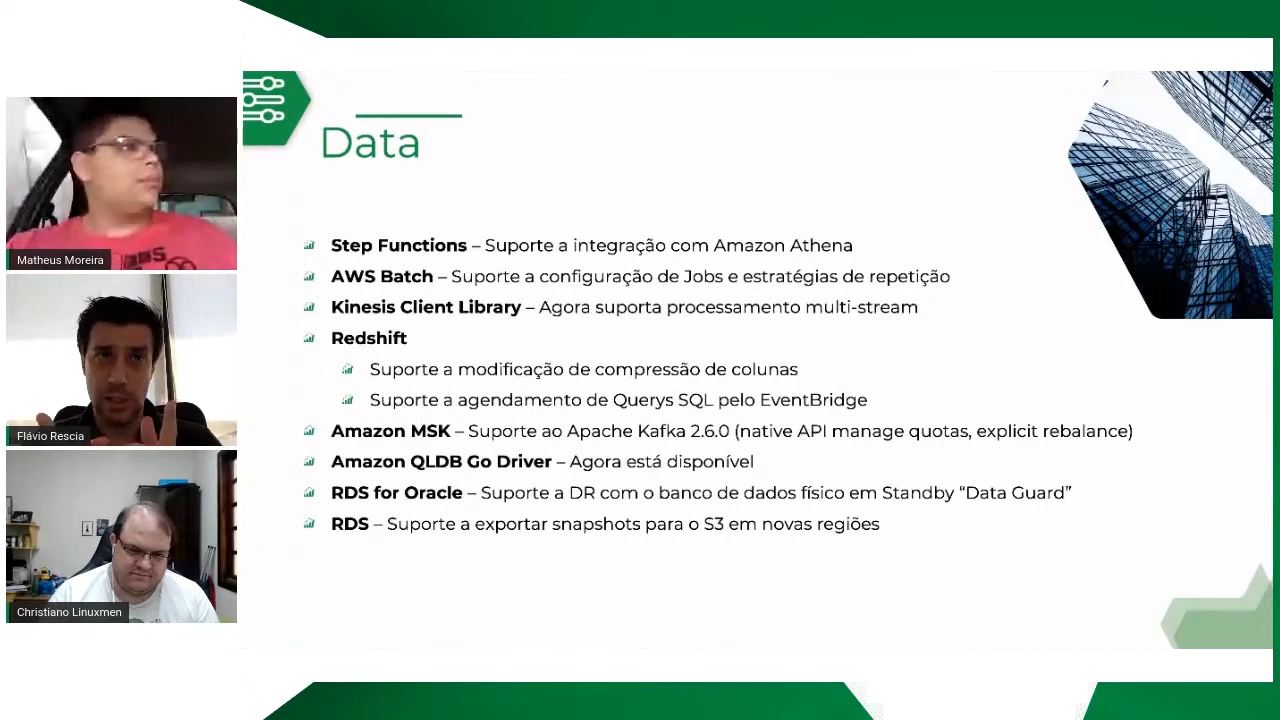 Matheus Moreira
Flávio Rescia
Christiano Linuxmen
Data
Step Functions – Suporte a integração com Amazon Athena
AWS Batch – Suporte a configuração de Jobs e estratégias de repetição
Kinesis Client Library – Agora suporta processamento multi-stream
Redshift
Suporte a modificação de compressão de colunas
Suporte a agendamento de Querys SQL pelo EventBridge
Amazon MSK – Suporte ao Apache Kafka 2.6.0 (native API manage quotas, explicit rebalance)
Amazon QLDB Go Driver – Agora está disponível
RDS for Oracle – Suporte a DR com o banco de dados físico em Standby “Data Guard”
RDS – Suporte a exportar snapshots para o S3 em novas regiões